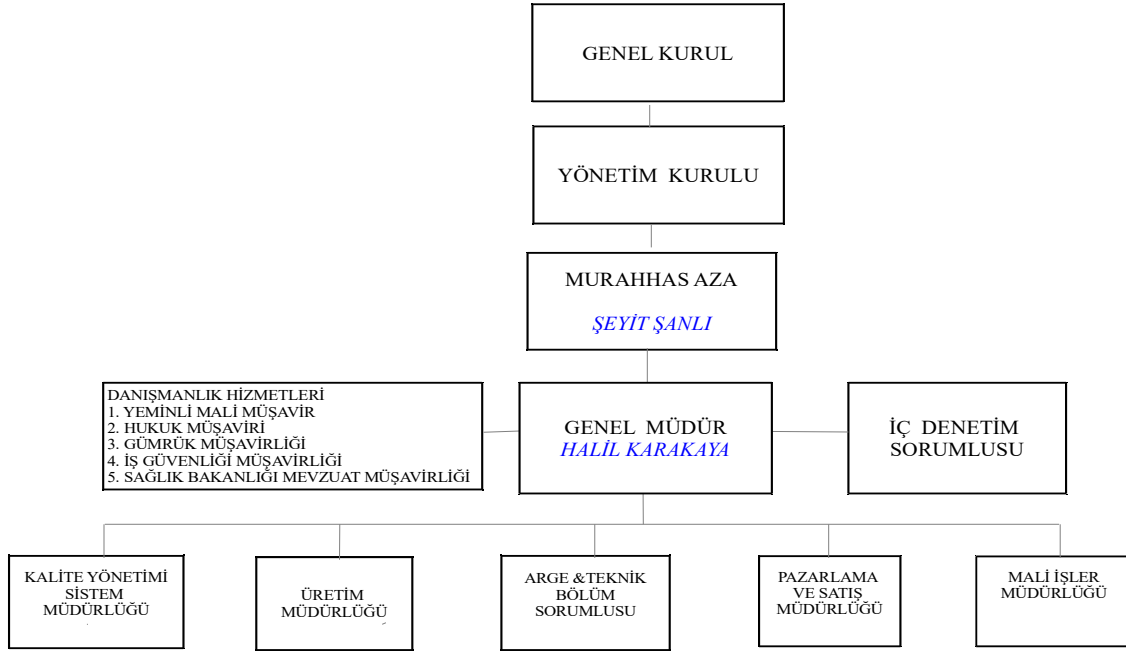 GENEL KURUL
YÖNETİM KURULU
MURAHHAS AZA
ŞEYİT ŞANLI
DANIŞMANLIK HİZMETLERİ
1. YEMİNLİ MALİ MÜŞAVİR
2. HUKUK MÜŞAVİRİ
3. GÜMRÜK MÜŞAVİRLİĞİ
4. İŞ GÜVENLİĞİ MÜŞAVİRLİĞİ
5. SAĞLIK BAKANLIĞI MEVZUAT MÜŞAVİRLİĞİ
GENEL MÜDÜR
HALİL KARAKAYA
İÇ DENETİM
SORUMLUSU
KALİTE YÖNETİMİ
SİSTEM
MÜDÜRLÜĞÜ
ÜRETİM
MÜDÜRLÜĞÜ
ARGE &TEKNİK
BÖLÜM
SORUMLUSU
PAZARLAMA
VE SATIŞ
MÜDÜRLÜĞÜ
MALİ İŞLER
MÜDÜRLÜĞÜ